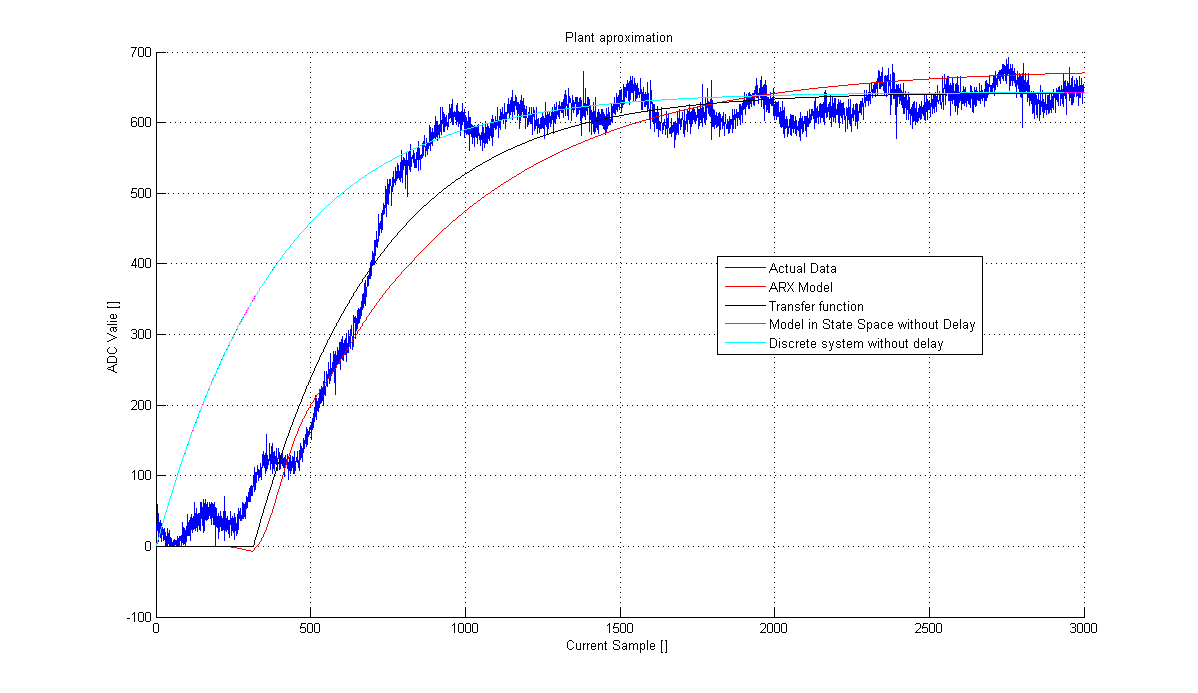 Plant aproximation
700
600
500
400
300
200
100
0
-100
ADC Valie []
Actual Data
ARX Model
Transfer function
Model in State Space without Delay
Discrete system without delay
0 500 1000 1500 2000 2500 3000
Current Sample []